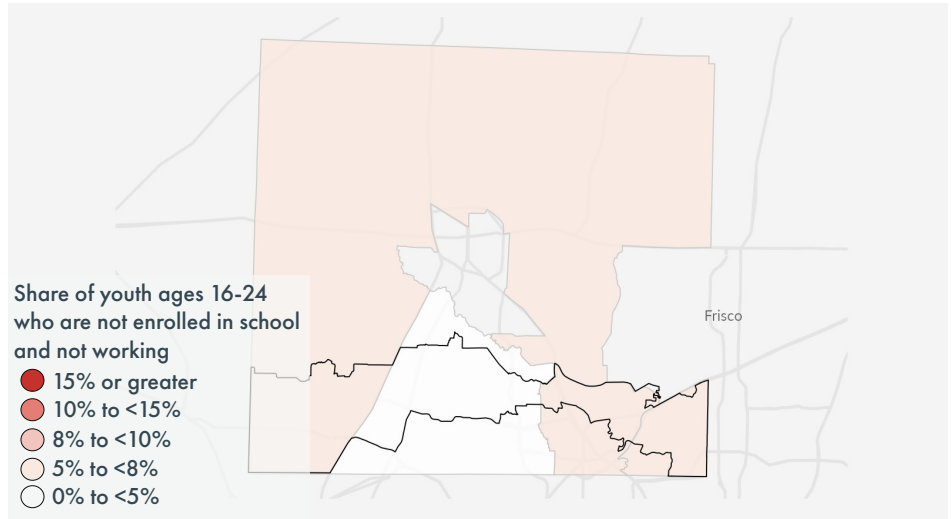 Frisco
Share of youth ages 16-24
who are not enrolled in school
and not working
15% or greater
10% to <15%
8% to <10%
5% to <8%
0% to <5%